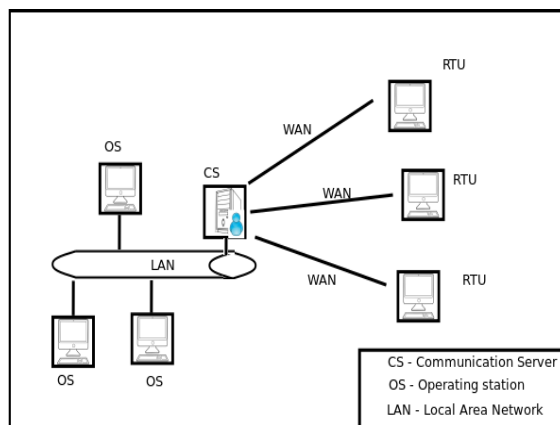 RTU
WAN
OS
CS
RTU
WAN
LAN
WAN
RTU
OS
OS
CS - Communication Server
OS - Operating station
LAN - Local Area Network